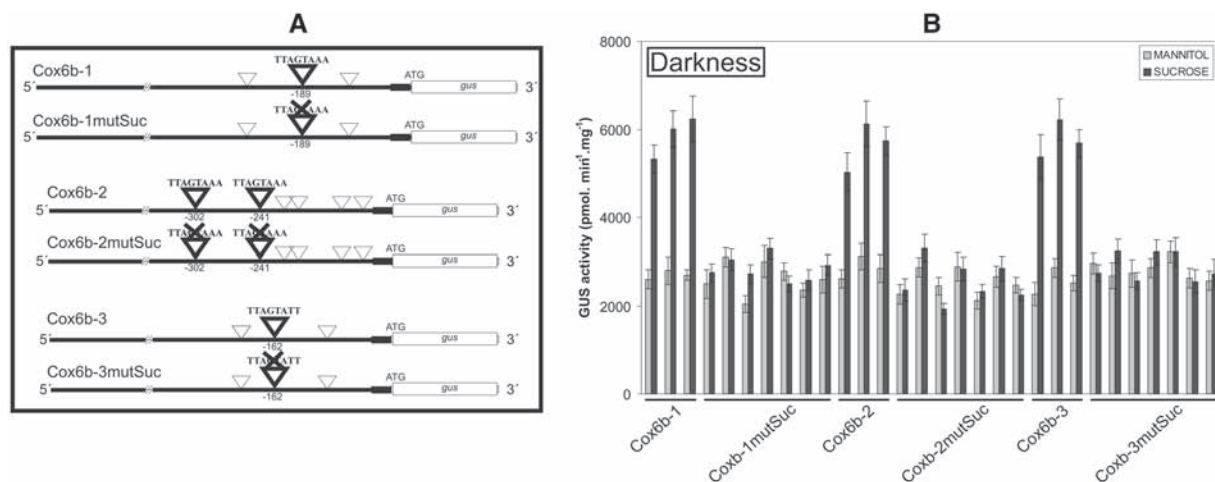 A
Cox6b-1
TTAGTAAA
ATG
5´
gus
3´
-189
Cox6b-1mutSuc
TTAGTAAA
ATG
5´
gus
3´
-189
Cox6b-2
TTAGTAAA
TTAGTAAA
ATG
5´
gus
3´
-302
-241
Cox6b-2mutSuc
TTAGTAAA
TTAGTAAA
ATG
5´
gus
3´
-302
-241
Cox6b-3
TTAGTATT
ATG
5´
gus
3´
-162
Cox6b-3mutSuc
TTAGTATT
ATG
5´
gus
3´
-162
B
Darkness
MANNITOL
SUCROSE
GUS activity (pmol. min¹.mg⁻¹)
8000
6000
4000
2000
0
Cox6b-1
Coxb-1mutSuc
Cox6b-2
Coxb-2mutSuc
Cox6b-3
Coxb-3mutSuc